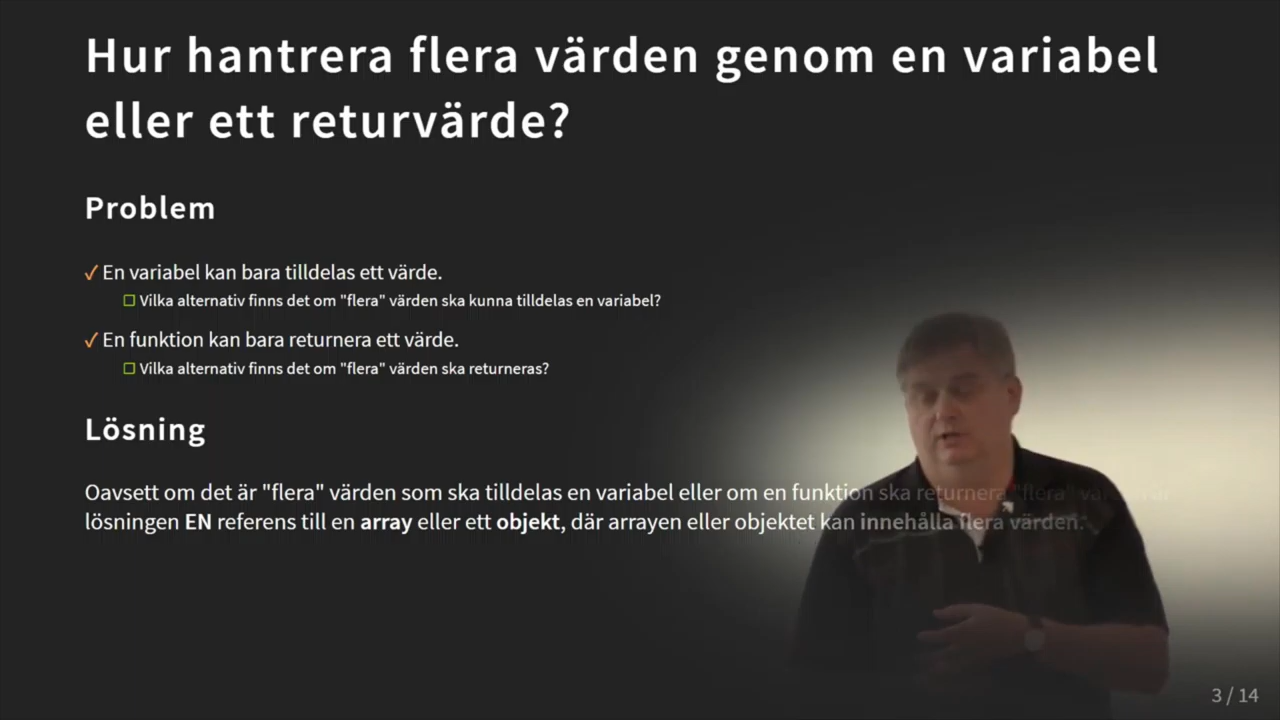 Hur hantrera flera värden genom en variabel
eller ett returvärde?
Problem
✓ En variabel kan bara tilldelas ett värde.
☐ Vilka alternativ finns det om "flera" värden ska kunna tilldelas en variabel?
✓ En funktion kan bara returnera ett värde.
☐ Vilka alternativ finns det om "flera" värden ska returneras?
Lösning
Oavsett om det är "flera" värden som ska tilldelas en variabel eller om en funktion ska returnera "flera"
lösningen EN referens till en array eller ett objekt, där arrayen eller objektet kan innehålla flera värden.
3 / 14